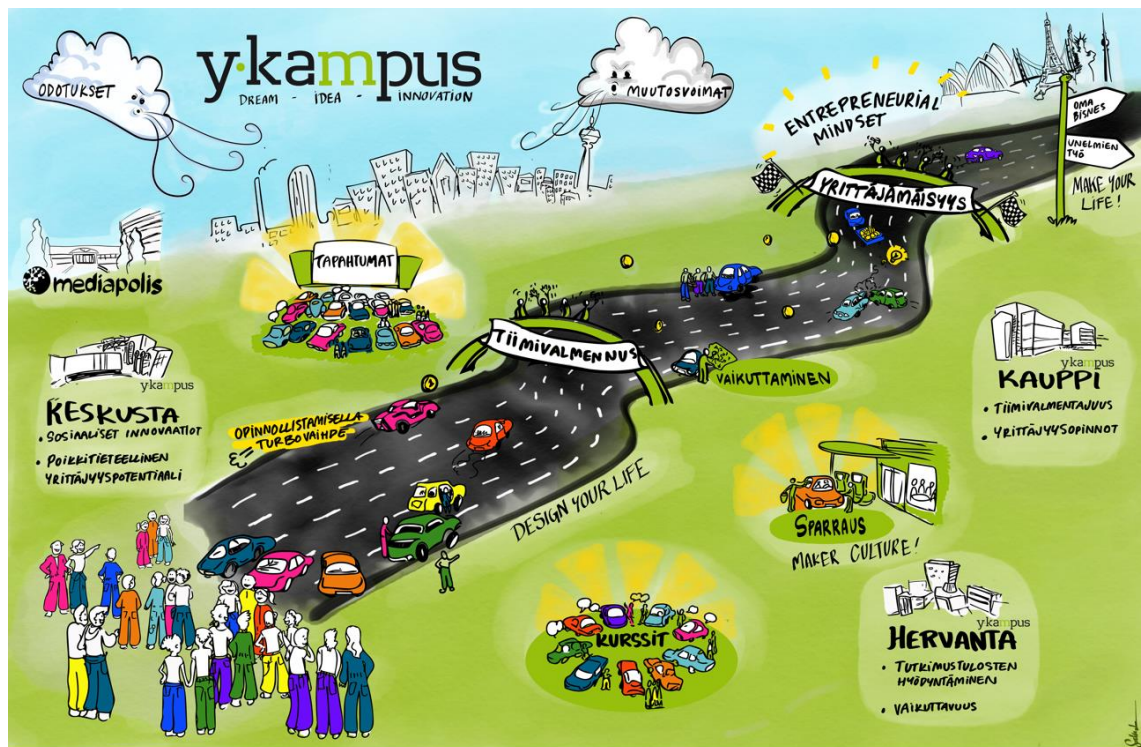 ODOTUKSET
y·kampus
DREAM - IDEA - INNOVATION
MUUTOSVOIMAT
ENTREPRENEURIAL
MINDSET
OMA
BISNES
UNELMIEN
TYÖ
MAKE YOUR
LIFE!
YRITTÄJÄMÄISYYS
mediapolis
TAPAHTUMAT
TIIMIVALMENNUS
VAIKUTTAMINEN
y·kampus
KESKUSTA
• SOSIAALISET INNOVAATIOT
• POIKKITIETEELLINEN
YRITTÄJYYSPOTENTIAALI
OPINNOLLISTAMISELLA
TURBOVAIHDE
y·kampus
KAUPPI
• TIIMIVALMENTAJUUS
• YRITTÄJYYSOPINNOT
DESIGN YOUR LIFE
SPARRAUS
MAKER CULTURE!
KURSSIT
y·kampus
HERVANTA
• TUTKIMUSTULOSTEN
HYÖDYNTÄMINEN
• VAIKUTTAVUUS